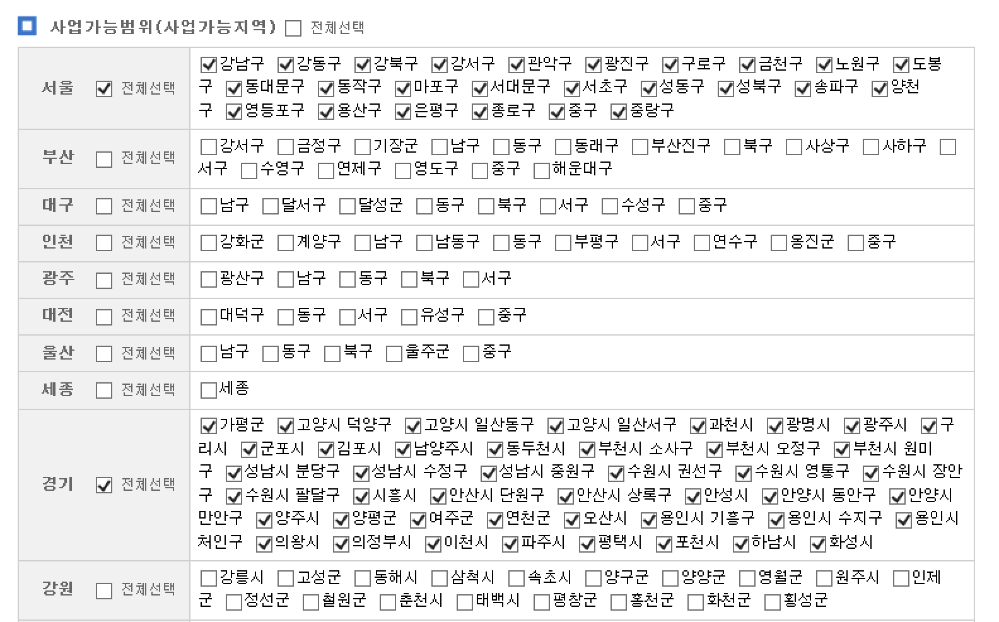 사업가능범위(사업가능지역) 전체선택
서울 전체선택
강남구 강동구 강북구 강서구 관악구 광진구 구로구 금천구 노원구 도봉
구 동대문구 동작구 마포구 서대문구 서초구 성동구 성북구 송파구 양천
구 영등포구 용산구 은평구 종로구 중구 중랑구
부산 전체선택
강서구 금정구 기장군 남구 동구 동래구 부산진구 북구 사상구 사하구
서구 수영구 연제구 영도구 중구 해운대구
대구 전체선택 남구 달서구 달성군 동구 북구 서구 수성구 중구
인천 전체선택 강화군 계양구 남구 남동구 동구 부평구 서구 연수구 옹진군 중구
광주 전체선택 광산구 남구 동구 북구 서구
대전 전체선택 대덕구 동구 서구 유성구 중구
울산 전체선택 남구 동구 북구 울주군 중구
세종 전체선택 세종
경기 전체선택
가평군 고양시 덕양구 고양시 일산동구 고양시 일산서구 과천시 광명시 광주시 구
리시 군포시 김포시 남양주시 동두천시 부천시 소사구 부천시 오정구 부천시 원미
구 성남시 분당구 성남시 수정구 성남시 중원구 수원시 권선구 수원시 영통구 수원시 장안
구 수원시 팔달구 시흥시 안산시 단원구 안산시 상록구 안성시 안양시 동안구 안양시
만안구 양주시 양평군 여주군 연천군 오산시 용인시 기흥구 용인시 수지구 용인시
처인구 의왕시 의정부시 이천시 파주시 평택시 포천시 하남시 화성시
강원 전체선택
강릉시 고성군 동해시 삼척시 속초시 양구군 양양군 영월군 원주시 인제
군 정선군 철원군 춘천시 태백시 평창군 홍천군 화천군 횡성군